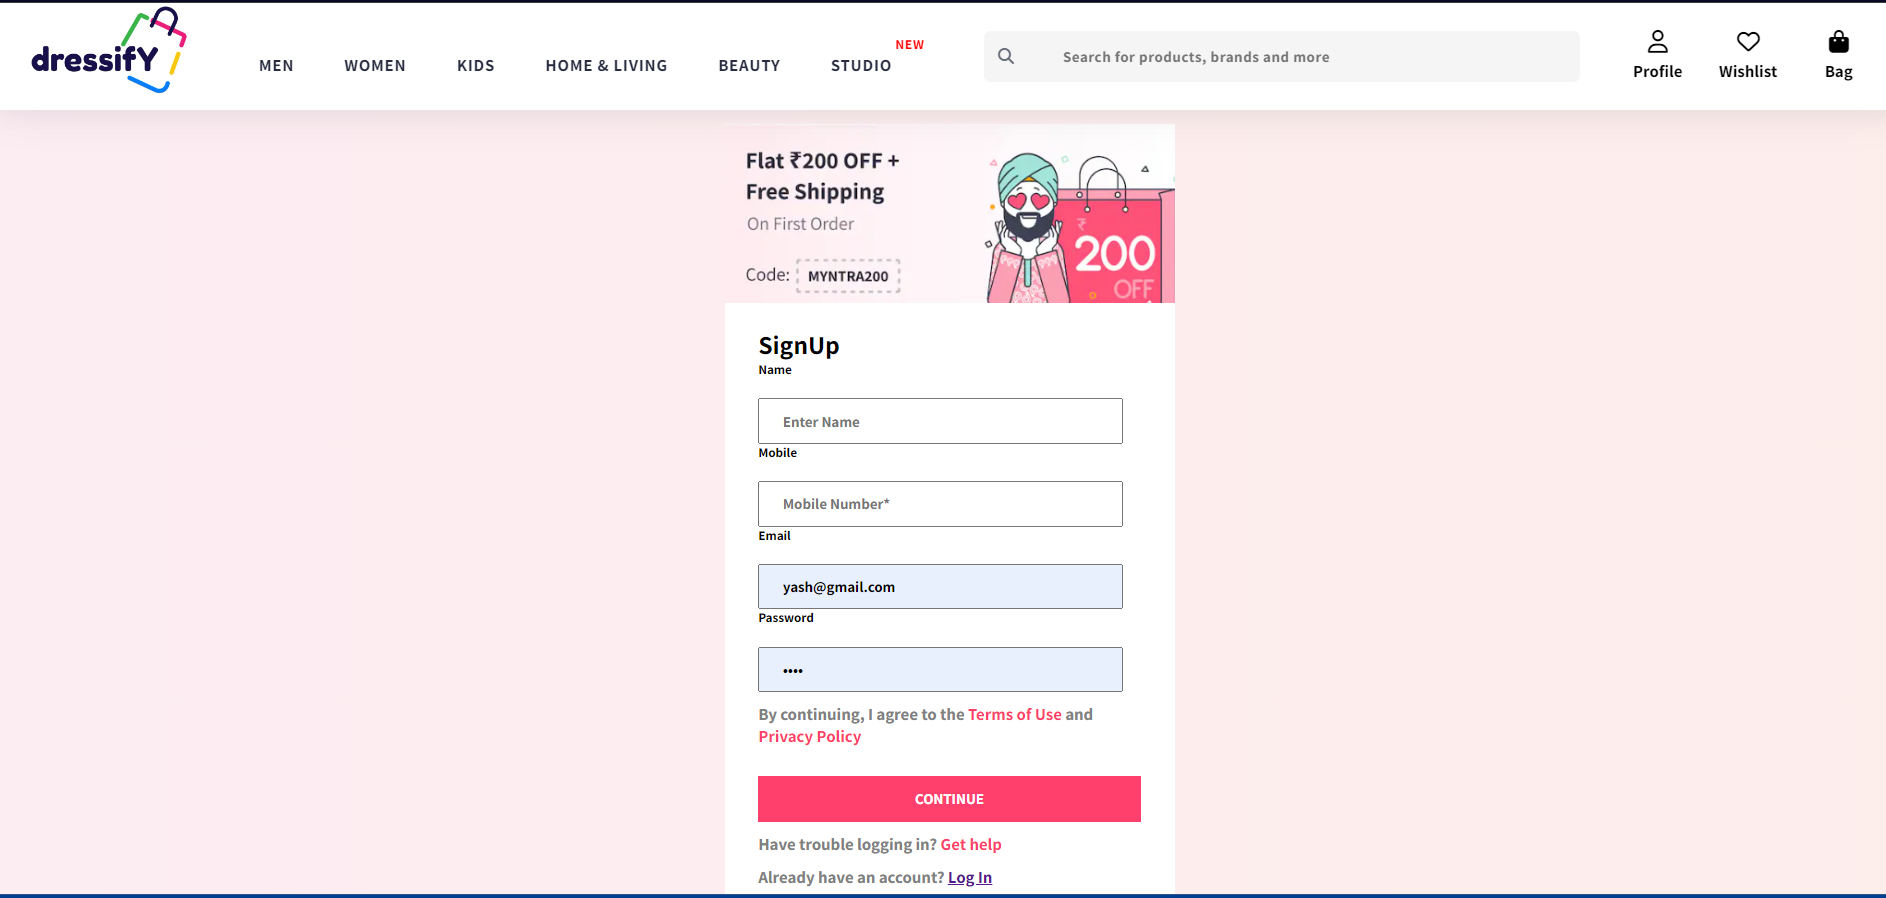 dressifY
MEN
WOMEN
KIDS
HOME & LIVING
BEAUTY
STUDIO
NEW
Search for products, brands and more
Profile
Wishlist
Bag
Flat ₹200 OFF +
Free Shipping
On First Order
Code: MYNTRA200
₹
200
OFF
SignUp
Name
Enter Name
Mobile
Mobile Number*
Email
yash@gmail.com
Password
••••
By continuing, I agree to the Terms of Use and
Privacy Policy
CONTINUE
Have trouble logging in? Get help
Already have an account? Log In